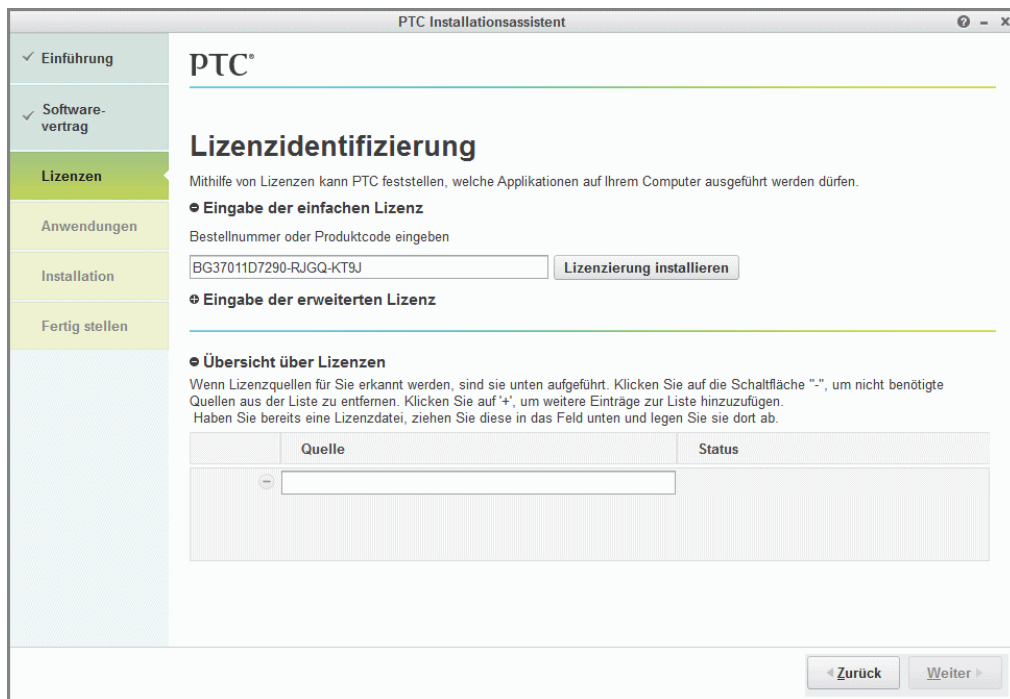 PTC Installationsassistent
Einführung
Software-
vertrag
Lizenzen
Anwendungen
Installation
Fertig stellen
PTC®
Lizenzidentifizierung
Mithilfe von Lizenzen kann PTC feststellen, welche Applikationen auf Ihrem Computer ausgeführt werden dürfen.
Eingabe der einfachen Lizenz
Bestellnummer oder Produktcode eingeben
BG37011D7290-RJGQ-KT9J Lizenzierung installieren
Eingabe der erweiterten Lizenz
Übersicht über Lizenzen
Wenn Lizenzquellen für Sie erkannt werden, sind sie unten aufgeführt. Klicken Sie auf die Schaltfläche "-", um nicht benötigte
Quellen aus der Liste zu entfernen. Klicken Sie auf '+', um weitere Einträge zur Liste hinzuzufügen.
Haben Sie bereits eine Lizenzdatei, ziehen Sie diese in das Feld unten und legen Sie sie dort ab.
Quelle Status
Zurück Weiter